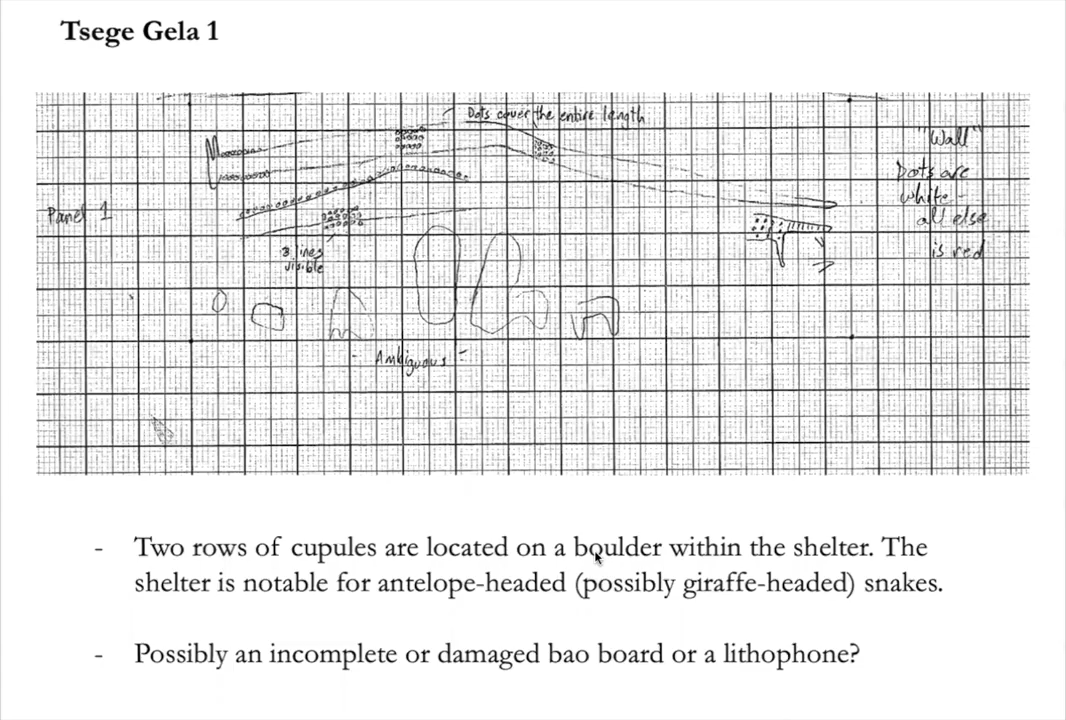 Tsege Gela 1
Dots cover the entire length
"Wall"
Dots are
white -
all else
is red
Panel 1
3 lines
visible
- Ambiguous -
- Two rows of cupules are located on a boulder within the shelter. The
shelter is notable for antelope-headed (possibly giraffe-headed) snakes.
- Possibly an incomplete or damaged bao board or a lithophone?